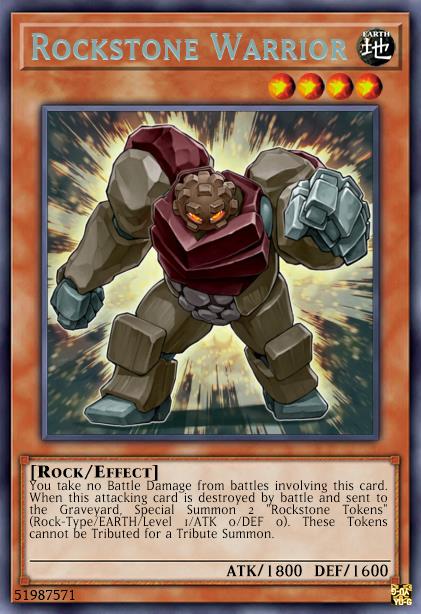 ROCKSTONE WARRIOR
EARTH
地
[ROCK/EFFECT]
You take no Battle Damage from battles involving this card.
When this attacking card is destroyed by battle and sent to
the Graveyard, Special Summon 2 "Rockstone Tokens"
(Rock-Type/EARTH/Level 1/ATK 0/DEF 0). These Tokens
cannot be Tributed for a Tribute Summon.
ATK/1800 DEF/1600
51987571